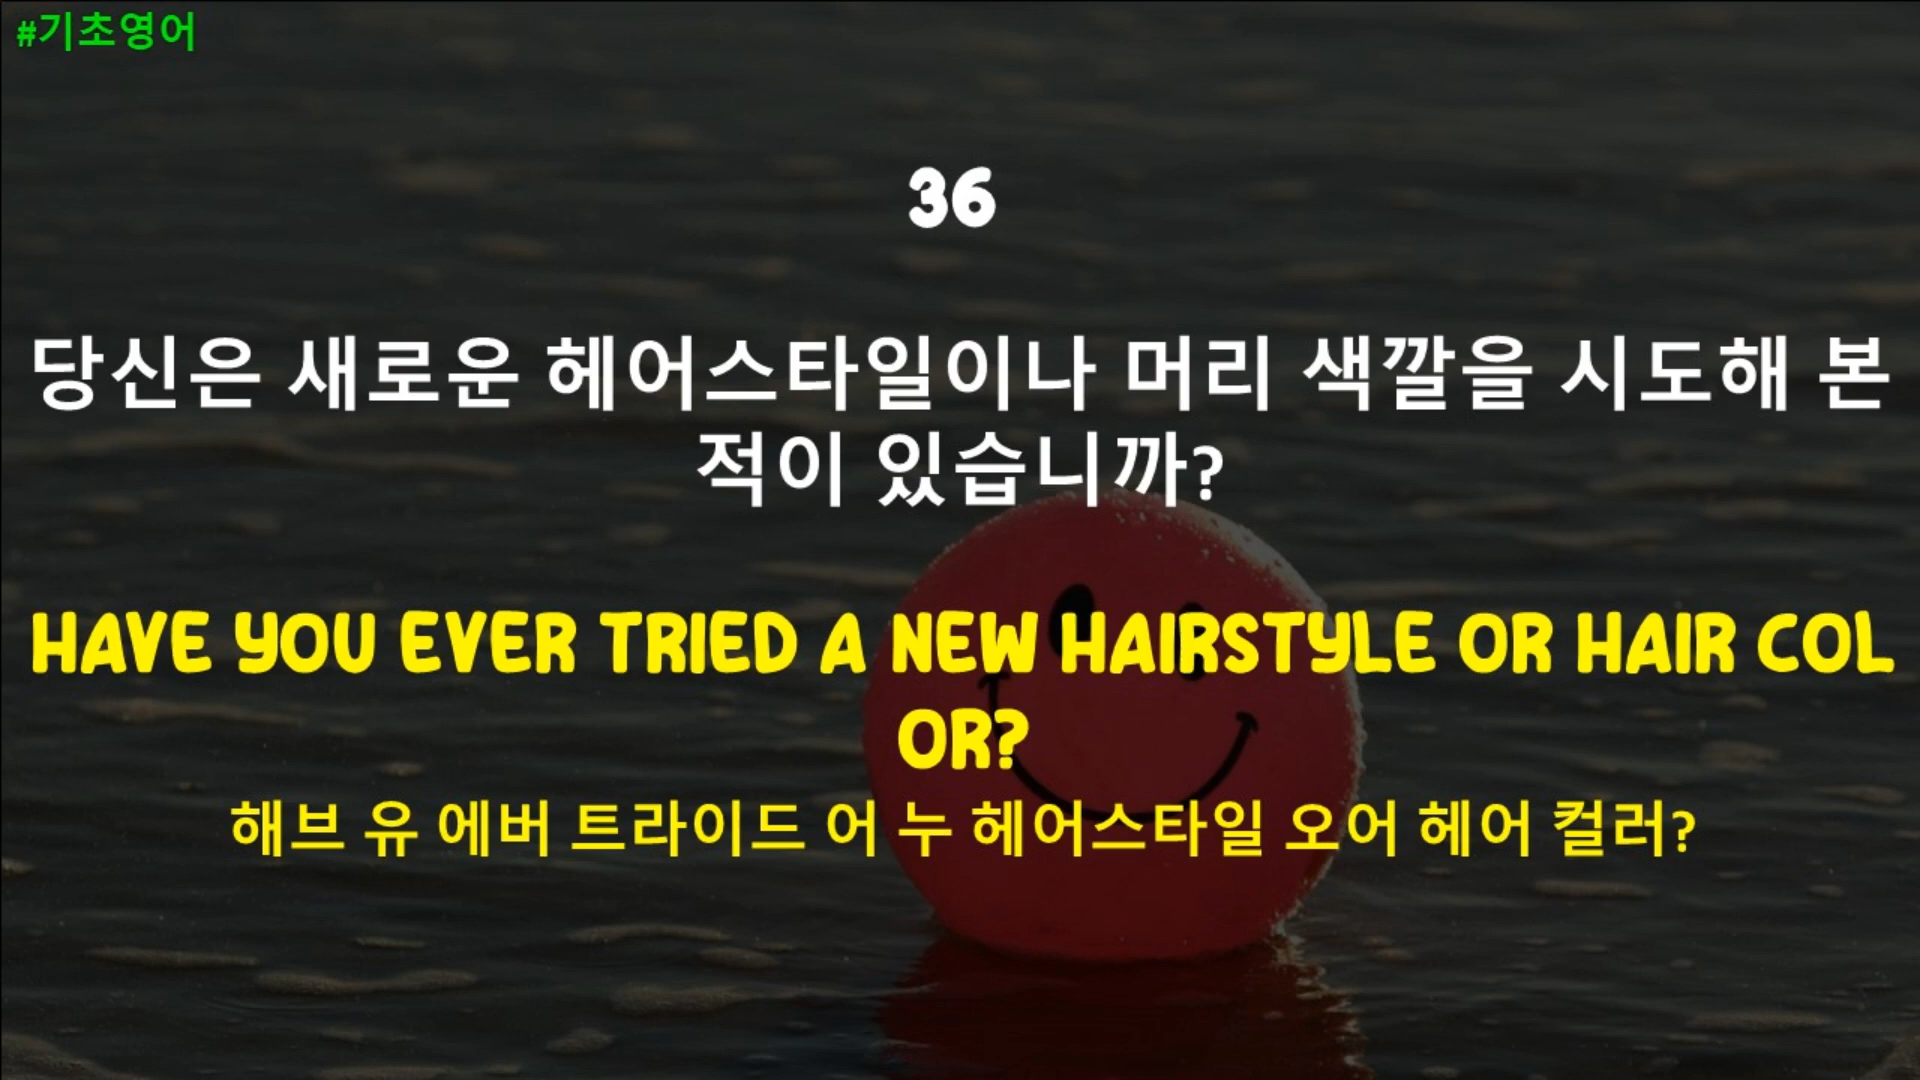 #기초영어
36
당신은 새로운 헤어스타일이나 머리 색깔을 시도해 본
적이 있습니까?
HAVE YOU EVER TRIED A NEW HAIRSTYLE OR HAIR COL
OR?
해브 유 에버 트라이드 어 누 헤어스타일 오어 헤어 컬러?